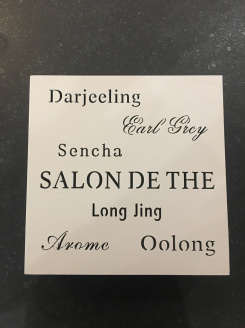 Darjeeling
Earl Grey
Sencha
SALON DE THE
Long Jing
Arome Oolong